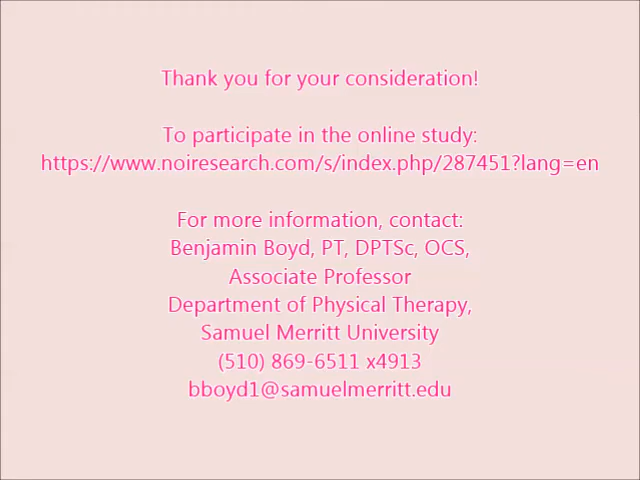 Thank you for your consideration!
To participate in the online study:
https://www.noiresearch.com/s/index.php/287451?lang=en
For more information, contact:
Benjamin Boyd, PT, DPTSc, OCS,
Associate Professor
Department of Physical Therapy,
Samuel Merritt University
(510) 869-6511 x4913
bboyd1@samuelmerritt.edu